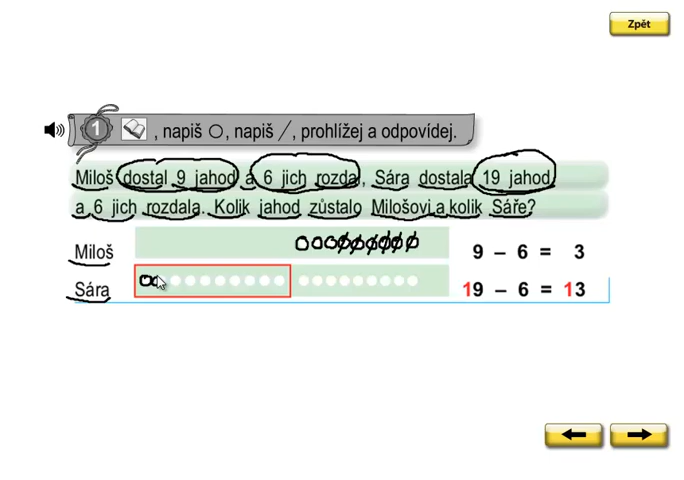 Zpět
1 , napiš ○, napiš /, prohlížej a odpovídej.
Miloš dostal 9 jahod a 6 jich rozdal, Sára dostala 19 jahod
a 6 jich rozdala. Kolik jahod zůstalo Milošovi a kolik Sáře?
Miloš 9 – 6 = 3
Sára 19 – 6 = 13